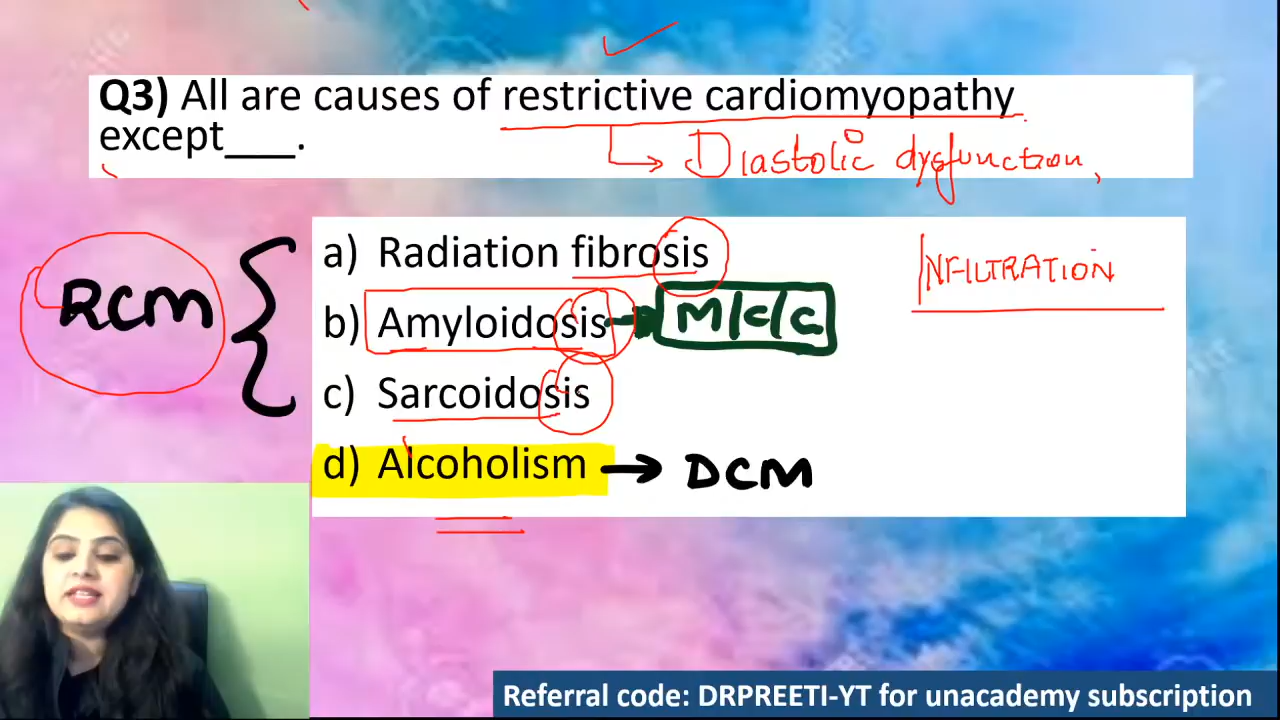 Q3) All are causes of restrictive cardiomyopathy
except___.
Diastolic dysfunction,
RCM
a) Radiation fibrosis
INFILTRATION
b) Amyloidosis → M/C/C
c) Sarcoidosis
d) Alcoholism → DCM
Referral code: DRPREETI-YT for unacademy subscription